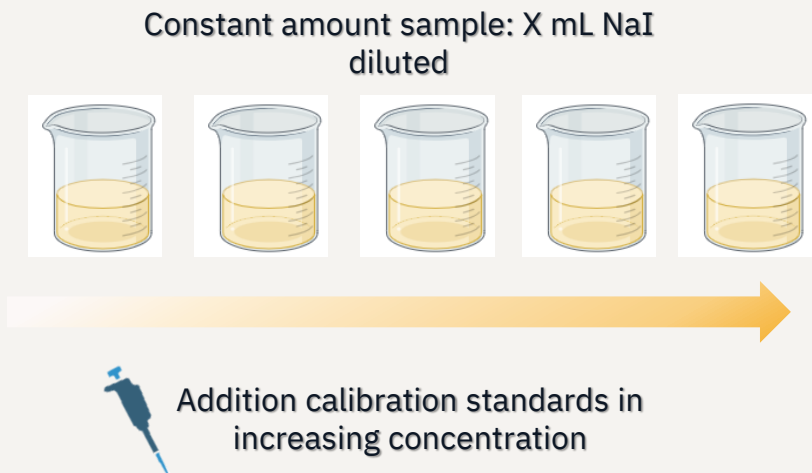 Constant amount sample: X mL NaI
diluted
Addition calibration standards in
increasing concentration